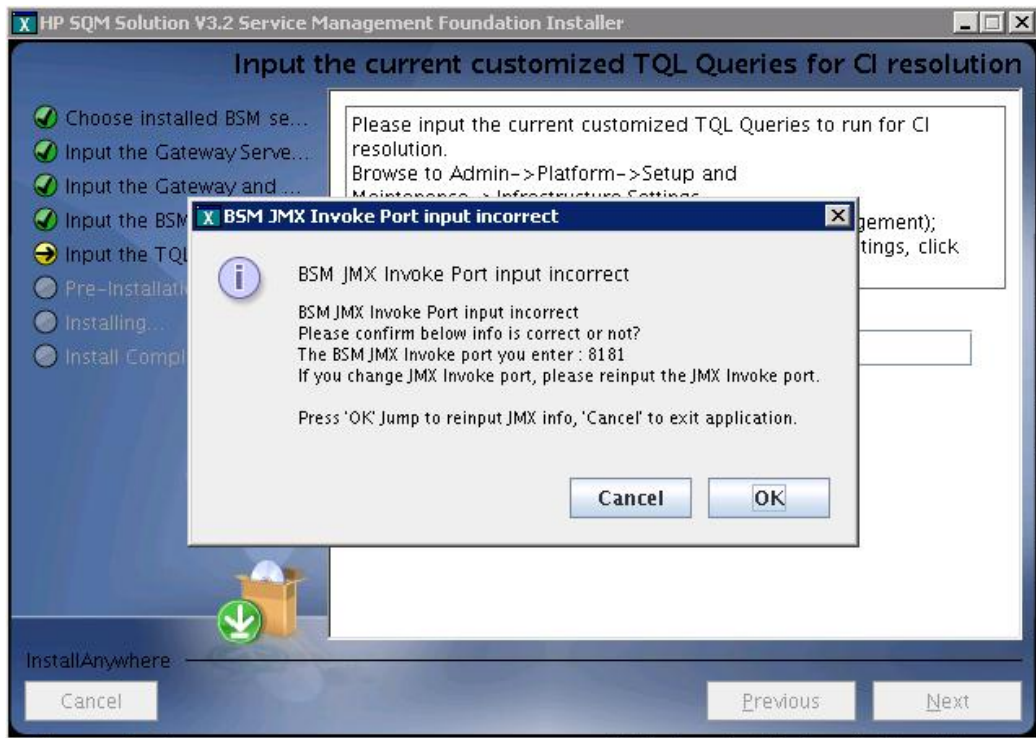 HP SQM Solution V3.2 Service Management Foundation Installer
Input the current customized TQL Queries for CI resolution
Choose installed BSM se...
Input the Gateway Serve...
Input the Gateway and ...
Input the BSM
Input the TQL
Pre-Installati
Installing...
Install Compl
Please input the current customized TQL Queries to run for CI
resolution.
Browse to Admin->Platform->Setup and
Maintenance->Infrastructure Settings
gement);
tings, click
BSM JMX Invoke Port input incorrect
BSM JMX Invoke Port input incorrect
BSM JMX Invoke Port input incorrect
Please confirm below info is correct or not?
The BSM JMX Invoke port you enter : 8181
If you change JMX Invoke port, please reinput the JMX Invoke port.
Press 'OK' Jump to reinput JMX info, 'Cancel' to exit application.
Cancel
OK
InstallAnywhere
Cancel
Previous
Next